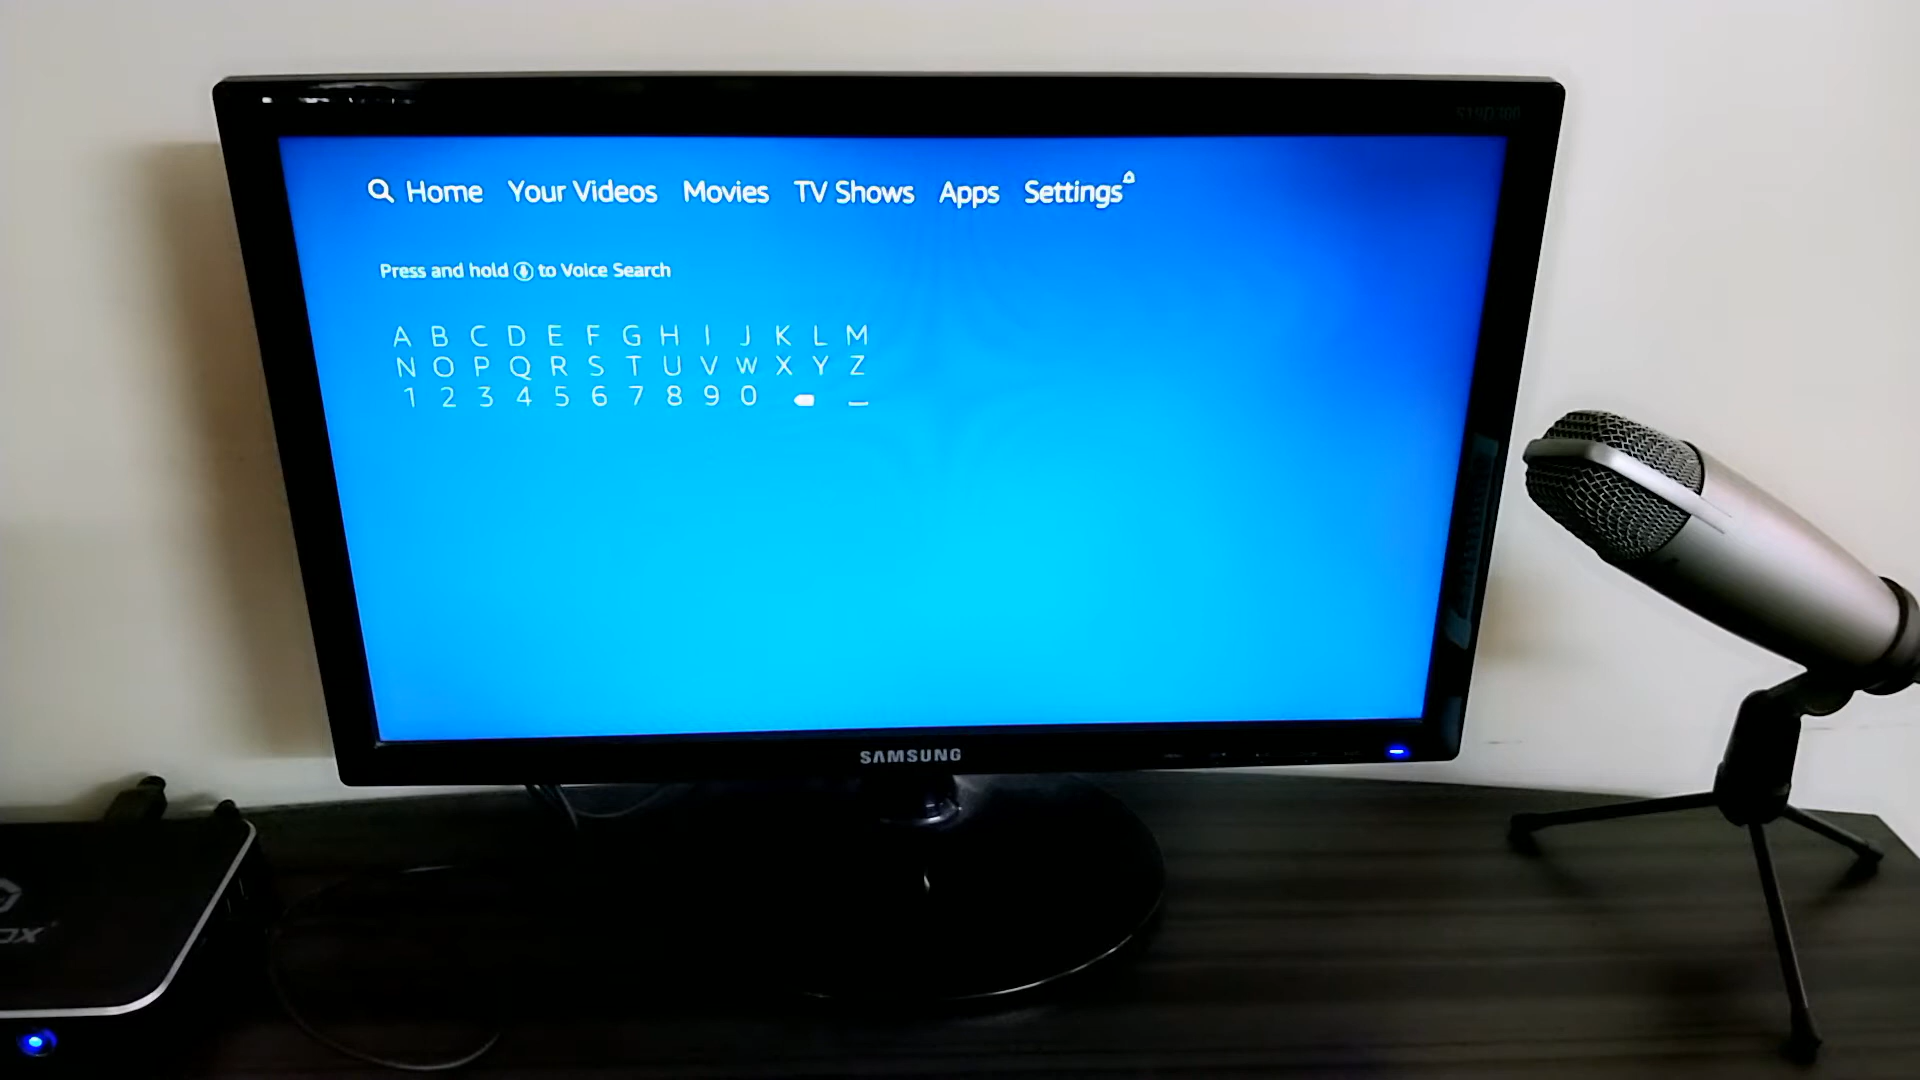 S19D300
Home Your Videos Movies TV Shows Apps Settings
Press and hold to Voice Search
A B C D E F G H I J K L M
N O P Q R S T U V W X Y Z
1 2 3 4 5 6 7 8 9 0
SAMSUNG